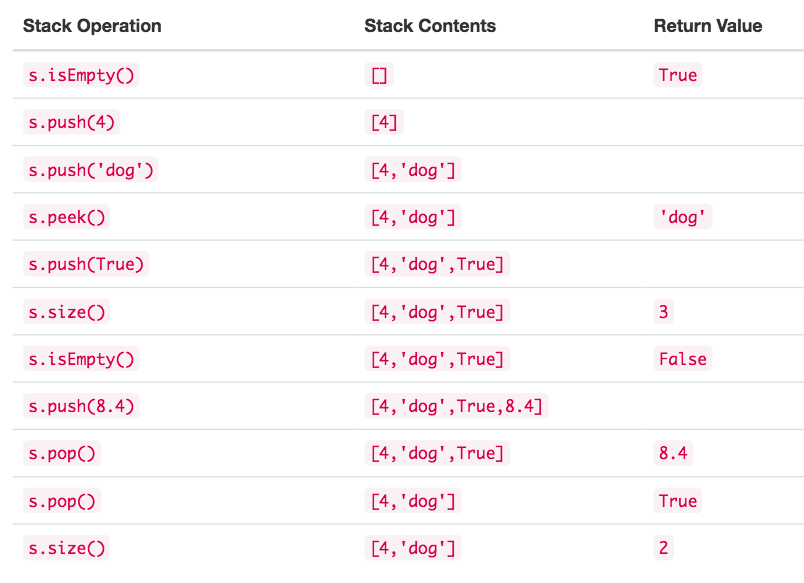 Stack Operation Stack Contents Return Value
s.isEmpty() [] True
s.push(4) [4]
s.push('dog') [4,'dog']
s.peek() [4,'dog'] 'dog'
s.push(True) [4,'dog',True]
s.size() [4,'dog',True] 3
s.isEmpty() [4,'dog',True] False
s.push(8.4) [4,'dog',True,8.4]
s.pop() [4,'dog',True] 8.4
s.pop() [4,'dog'] True
s.size() [4,'dog'] 2